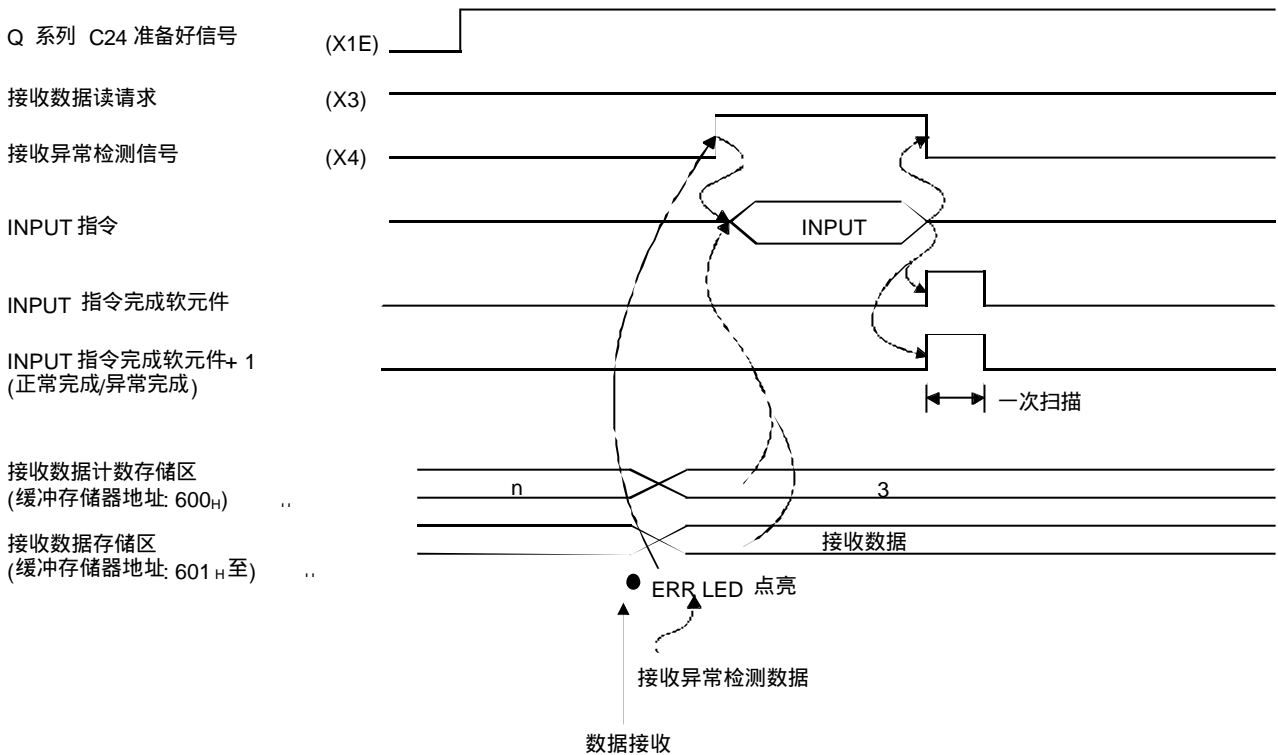 Q 系列 C24 准备好信号 (X1E)
接收数据读请求 (X3)
接收异常检测信号 (X4)
INPUT 指令
INPUT
INPUT 指令完成软元件
INPUT 指令完成软元件+ 1
(正常完成/异常完成)
一次扫描
接收数据计数存储区
(缓冲存储器地址: 600H)
n
3
接收数据存储区
(缓冲存储器地址: 601 H 至)
接收数据
ERR LED 点亮
接收异常检测数据
数据接收